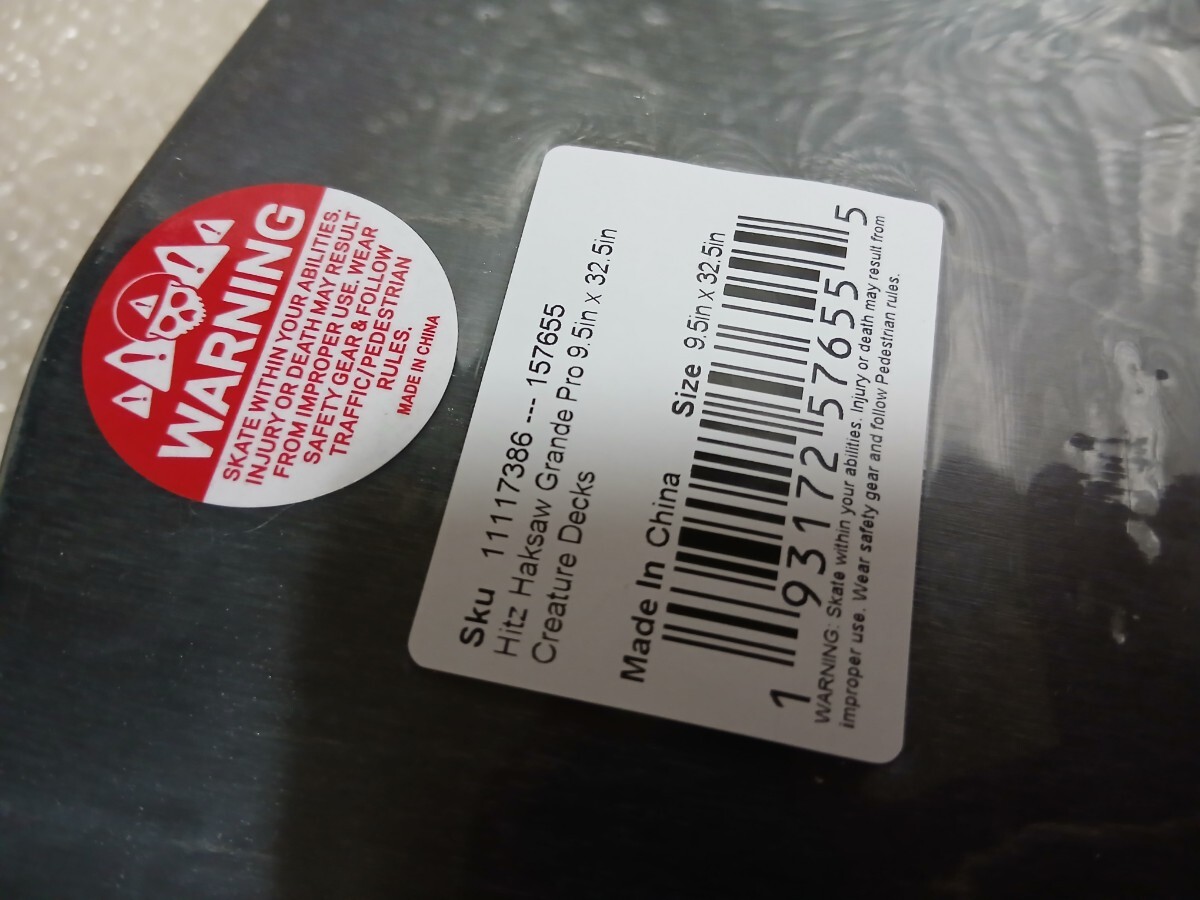 WARNING
SKATE WITHIN YOUR ABILITIES.
INJURY OR DEATH MAY RESULT
FROM IMPROPER USE. WEAR
SAFETY GEAR & FOLLOW
TRAFFIC/PEDESTRIAN
RULES.
MADE IN CHINA
Sku 11117386 --- 157655
Hitz Haksaw Grande Pro 9.5in x 32.5in
Creature Decks
Made In China Size 9.5in x 32.5in
1 93172 57655 5
WARNING: Skate within your abilities. Injury or death may result from
improper use. Wear safety gear and follow Pedestrian rules.